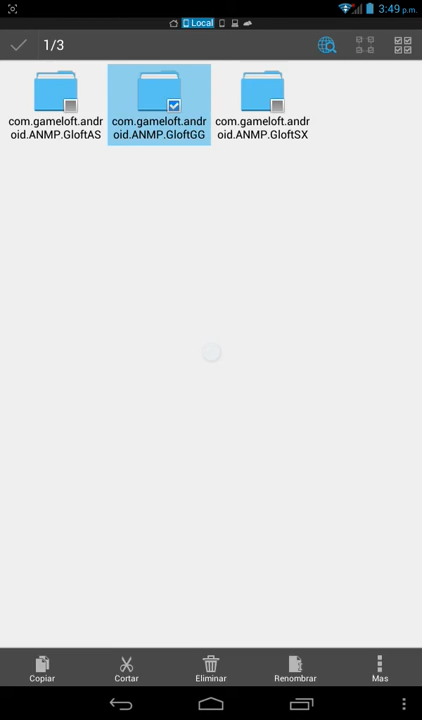 3:49 p.m.
Local
1/3
com.gameloft.andr
oid.ANMP.GloftAS
com.gameloft.andr
oid.ANMP.GloftGG
com.gameloft.andr
oid.ANMP.GloftSX
Copiar
Cortar
Eliminar
Renombrar
Mas